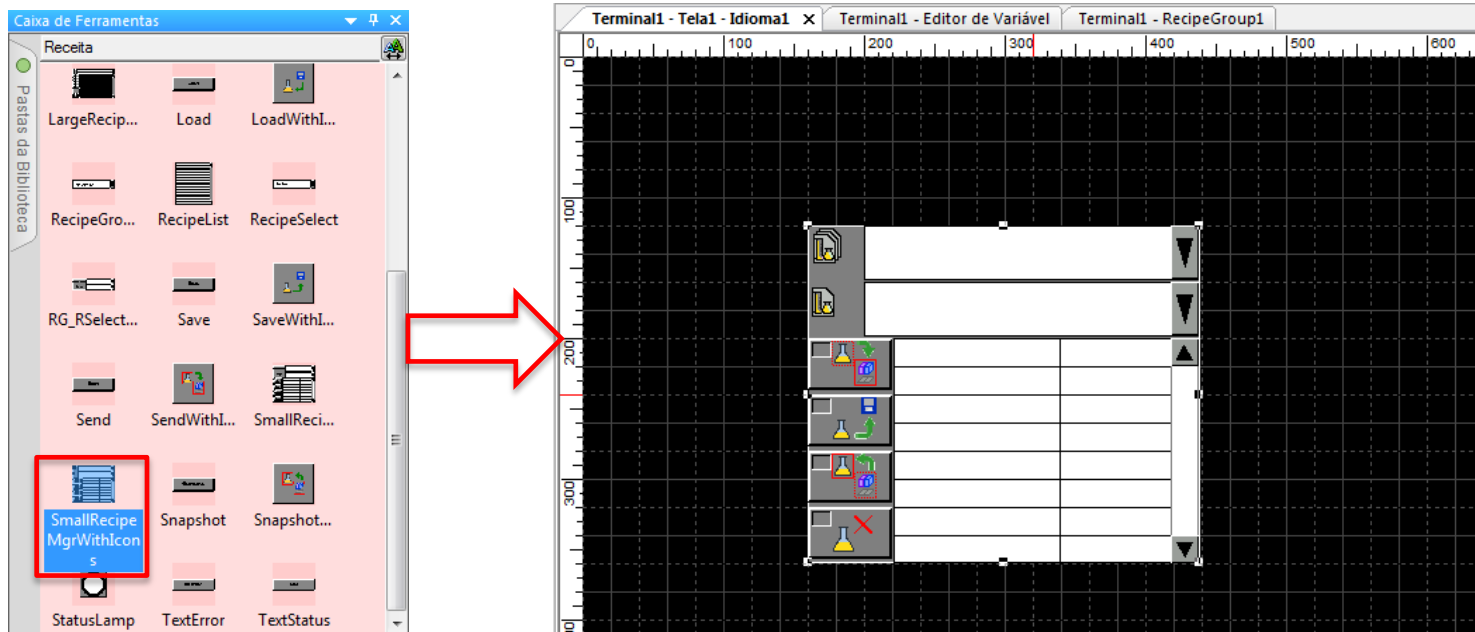 Caixa de Ferramentas
Receita
Pastas da Biblioteca
LargeRecip...
Load
LoadWithI...
RecipeGro...
RecipeList
RecipeSelect
RG_RSelect...
Save
SaveWithI...
Send
SendWithI...
SmallReci...
SmallRecipe
MgrWithIcon
s
Snapshot
Snapshot...
StatusLamp
TextError
TextStatus
Terminal1 - Tela1 - Idioma1
Terminal1 - Editor de Variável
Terminal1 - RecipeGroup1
0 100 200 300 400 500 600
0
100
200
300